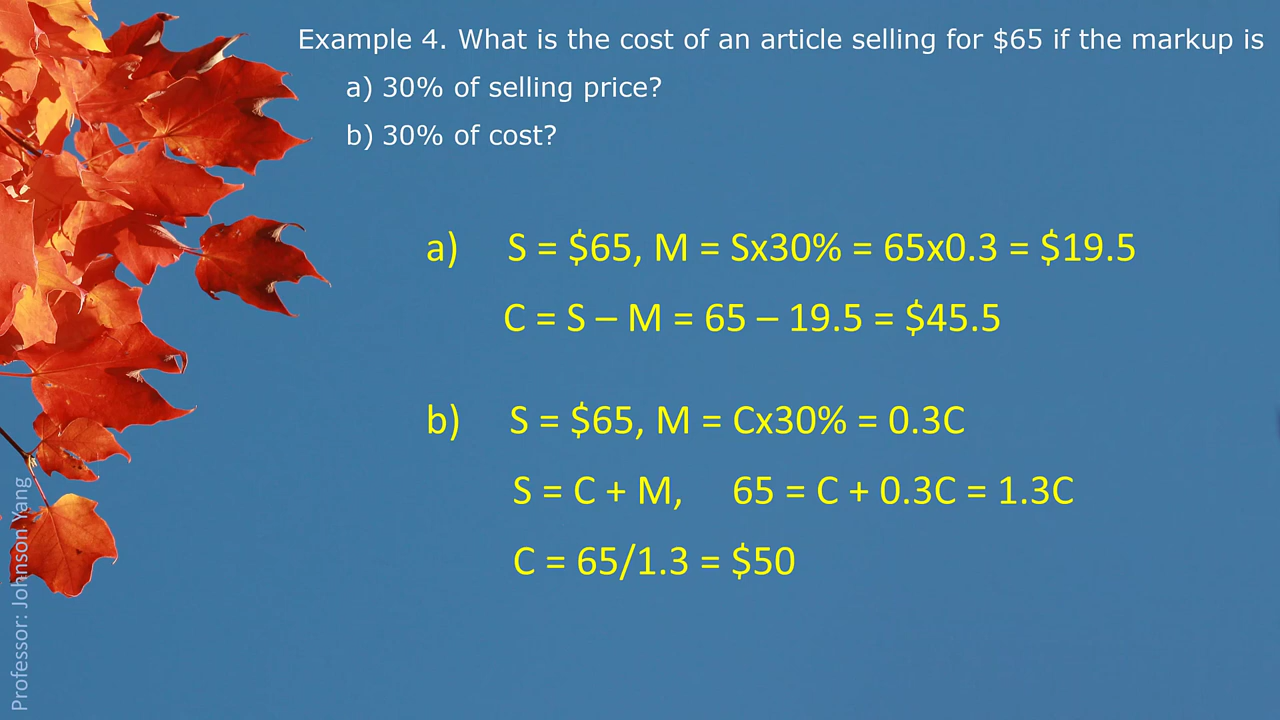 Example 4. What is the cost of an article selling for $65 if the markup is
a) 30% of selling price?
b) 30% of cost?
a) S = $65, M = Sx30% = 65x0.3 = $19.5
C = S – M = 65 – 19.5 = $45.5
b) S = $65, M = Cx30% = 0.3C
S = C + M, 65 = C + 0.3C = 1.3C
C = 65/1.3 = $50
Professor: Johnson Yang